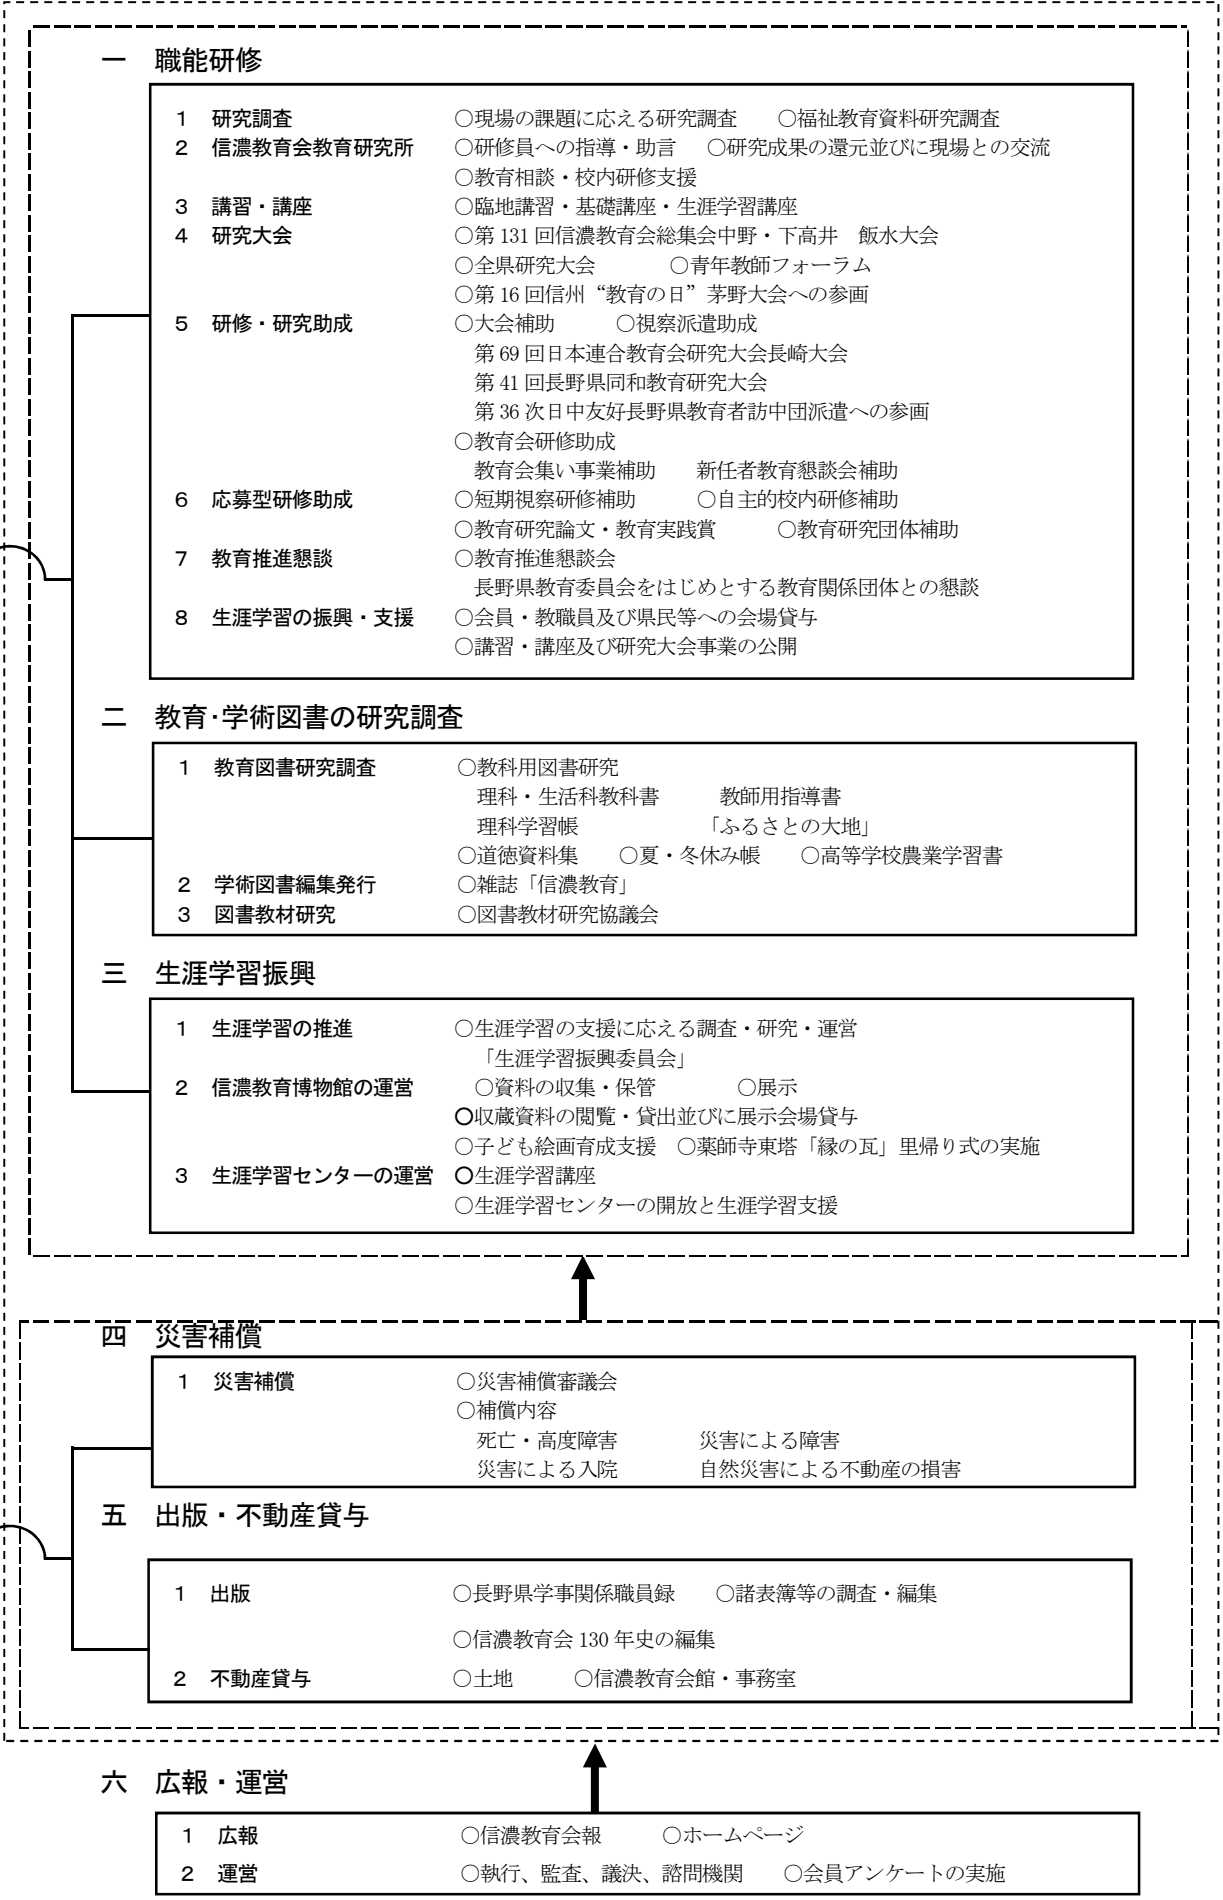 一 職能研修
1 研究調査 ○現場の課題に応える研究調査 ○福祉教育資料研究調査
2 信濃教育会教育研究所 ○研修員への指導・助言 ○研究成果の還元並びに現場との交流
○教育相談・校内研修支援
3 講習・講座 ○臨地講習・基礎講座・生涯学習講座
4 研究大会 ○第 131 回信濃教育会総集会中野・下高井 飯水大会
○全県研究大会 ○青年教師フォーラム
○第 16 回信州“教育の日”茅野大会への参画
5 研修・研究助成 ○大会補助 ○視察派遣助成
第 69 回日本連合教育会研究大会長崎大会
第 41 回長野県同和教育研究大会
第 36 次日中友好長野県教育者訪中団派遣への参画
○教育会研修助成
教育会集い事業補助 新任者教育懇談会補助
6 応募型研修助成 ○短期視察研修補助 ○自主的校内研修補助
○教育研究論文・教育実践賞 ○教育研究団体補助
7 教育推進懇談 ○教育推進懇談会
長野県教育委員会をはじめとする教育関係団体との懇談
8 生涯学習の振興・支援 ○会員・教職員及び県民等への会場貸与
○講習・講座及び研究大会事業の公開
二 教育・学術図書の研究調査
1 教育図書研究調査 ○教科用図書研究
理科・生活科教科書 教師用指導書
理科学習帳 「ふるさとの大地」
○道徳資料集 ○夏・冬休み帳 ○高等学校農業学習書
2 学術図書編集発行 ○雑誌「信濃教育」
3 図書教材研究 ○図書教材研究協議会
三 生涯学習振興
1 生涯学習の推進 ○生涯学習の支援に応える調査・研究・運営
「生涯学習振興委員会」
2 信濃教育博物館の運営 ○資料の収集・保管 ○展示
○収蔵資料の閲覧・貸出並びに展示会場貸与
○子ども絵画育成支援 ○薬師寺東塔「縁の瓦」里帰り式の実施
3 生涯学習センターの運営 ○生涯学習講座
○生涯学習センターの開放と生涯学習支援
四 災害補償
1 災害補償 ○災害補償審議会
○補償内容
死亡・高度障害 災害による障害
災害による入院 自然災害による不動産の損害
五 出版・不動産貸与
1 出版 ○長野県学事関係職員録 ○諸表簿等の調査・編集
○信濃教育会 130 年史の編集
2 不動産貸与 ○土地 ○信濃教育会館・事務室
六 広報・運営
1 広報 ○信濃教育会報 ○ホームページ
2 運営 ○執行、監査、議決、諮問機関 ○会員アンケートの実施